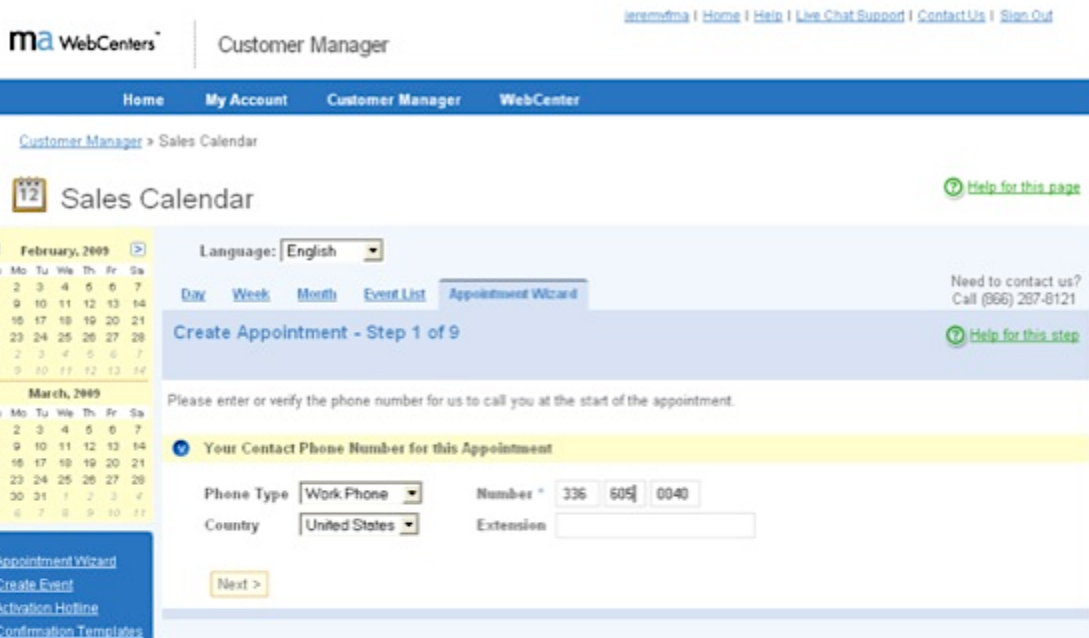 jeremyfma | Home | Help | Live Chat Support | Contact Us | Sign Out
ma WebCenters™
Customer Manager
Home My Account Customer Manager WebCenter
Customer Manager » Sales Calendar
12
Sales Calendar
? Help for this page
February, 2009 >
Mo Tu We Th Fr Sa
2 3 4 5 6 7
9 10 11 12 13 14
16 17 18 19 20 21
23 24 25 26 27 28
2 3 4 5 6 7
9 10 11 12 13 14
March, 2009
Mo Tu We Th Fr Sa
2 3 4 5 6 7
9 10 11 12 13 14
16 17 18 19 20 21
23 24 25 26 27 28
30 31 1 2 3 4
6 7 8 9 10 11
Appointment Wizard
Create Event
Activation Hotline
Confirmation Templates
Language: English
Day Week Month Event List Appointment Wizard
Need to contact us?
Call (866) 287-8121
Create Appointment - Step 1 of 9
? Help for this step
Please enter or verify the phone number for us to call you at the start of the appointment.
Your Contact Phone Number for this Appointment
Phone Type Work Phone Number * 336 605 0040
Country United States Extension
Next >